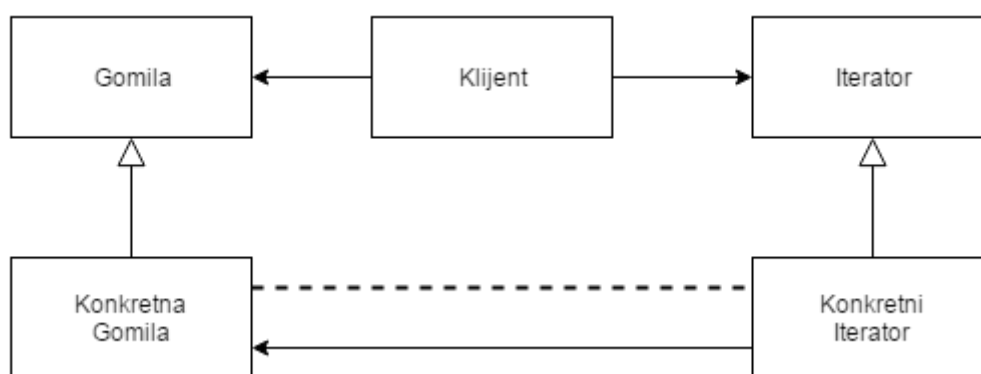 Gomila
Klijent
Iterator
Konkretna
Gomila
Konkretni
Iterator